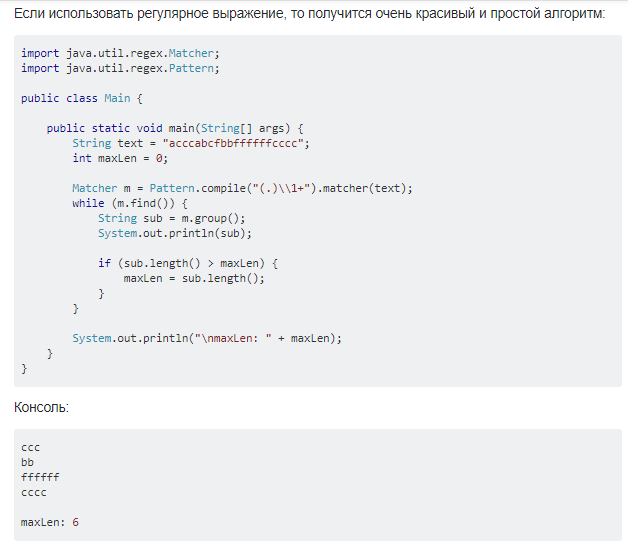 Если использовать регулярное выражение, то получится очень красивый и простой алгоритм:
import java.util.regex.Matcher;
import java.util.regex.Pattern;
public class Main {
public static void main(String[] args) {
String text = "acccabcfbbffffffcccc";
int maxLen = 0;
Matcher m = Pattern.compile("(.)\\1+").matcher(text);
while (m.find()) {
String sub = m.group();
System.out.println(sub);
if (sub.length() > maxLen) {
maxLen = sub.length();
}
}
System.out.println("\nmaxLen: " + maxLen);
}
}
Консоль:
ccc
bb
ffffff
cccc
maxLen: 6